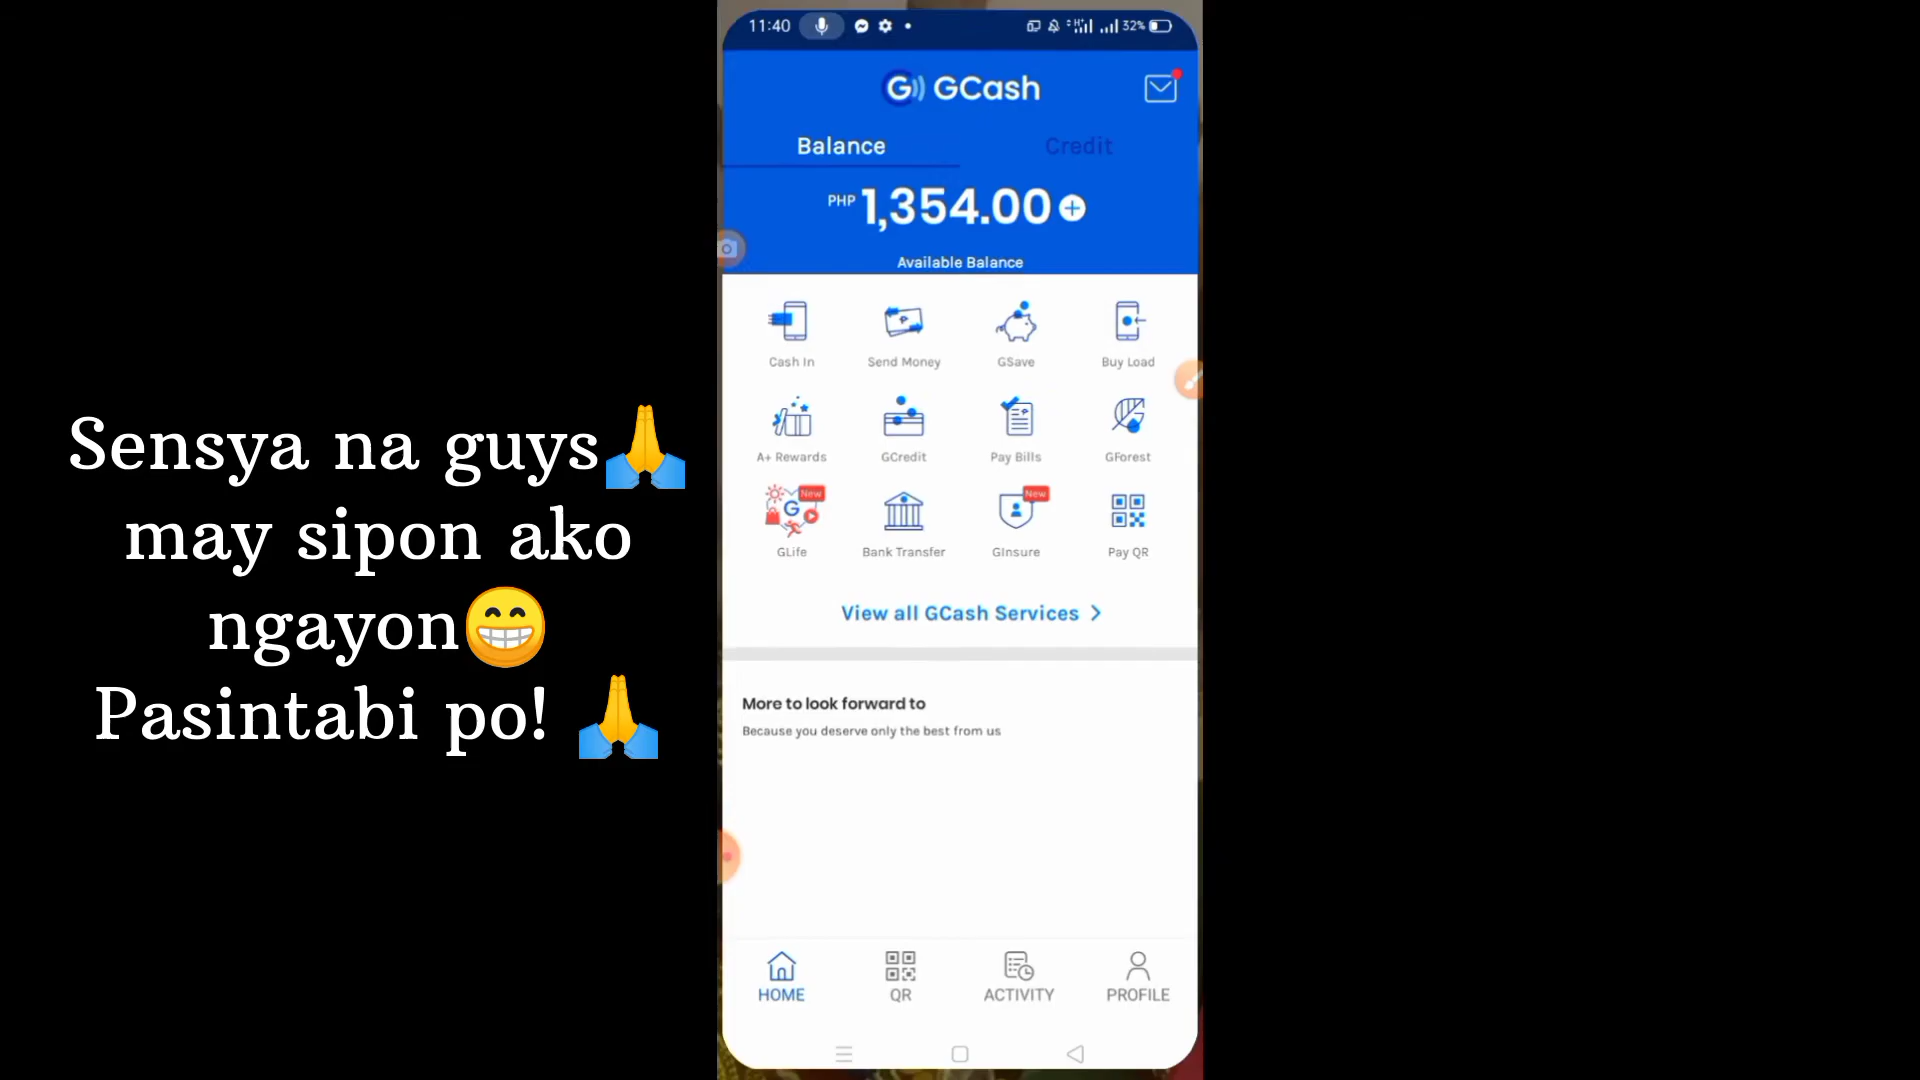 Sensya na guys🙏
may sipon ako
ngayon😁
Pasintabi po! 🙏
11:40
32%
G)) GCash
Balance
Credit
PHP 1,354.00
Available Balance
Cash In
Send Money
GSave
Buy Load
A+ Rewards
GCredit
Pay Bills
GForest
New
G
New
GLife
Bank Transfer
GInsure
Pay QR
View all GCash Services >
More to look forward to
Because you deserve only the best from us
HOME
QR
ACTIVITY
PROFILE